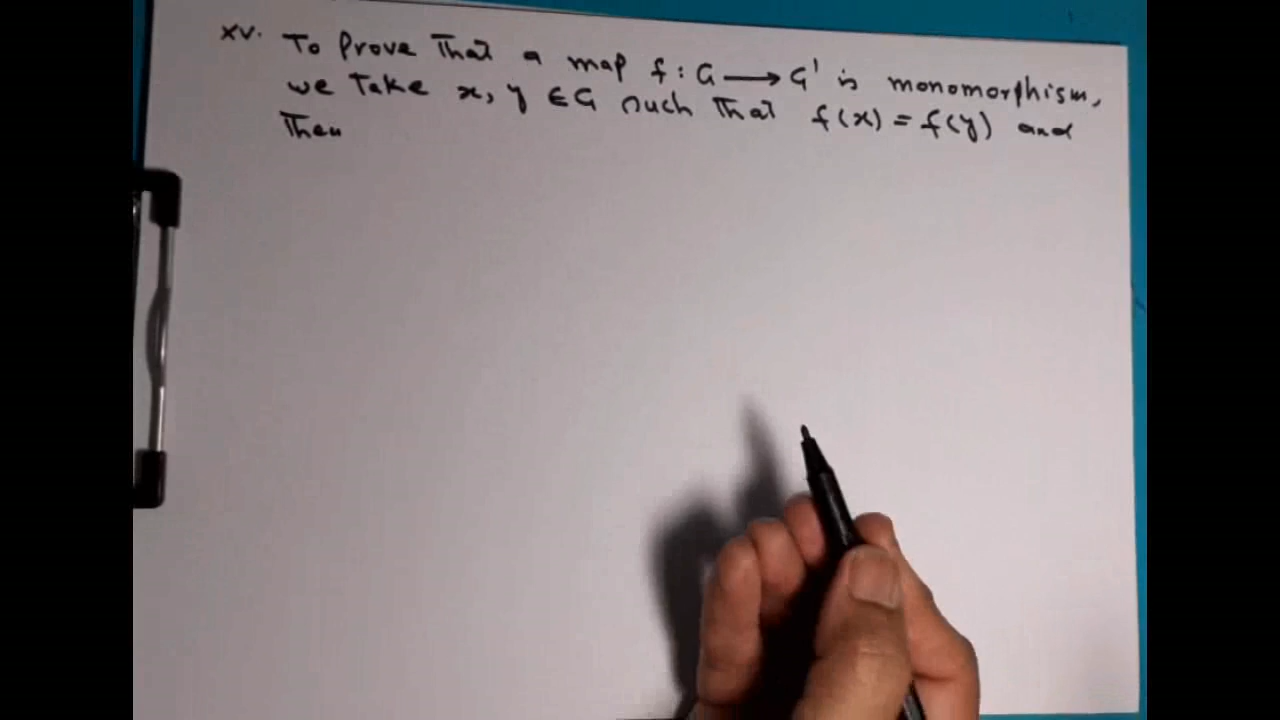 xv. To Prove That a map f : G ⟶ G' is monomorphism,
we Take x, y ∈ G such That f(x) = f(y) and
Then